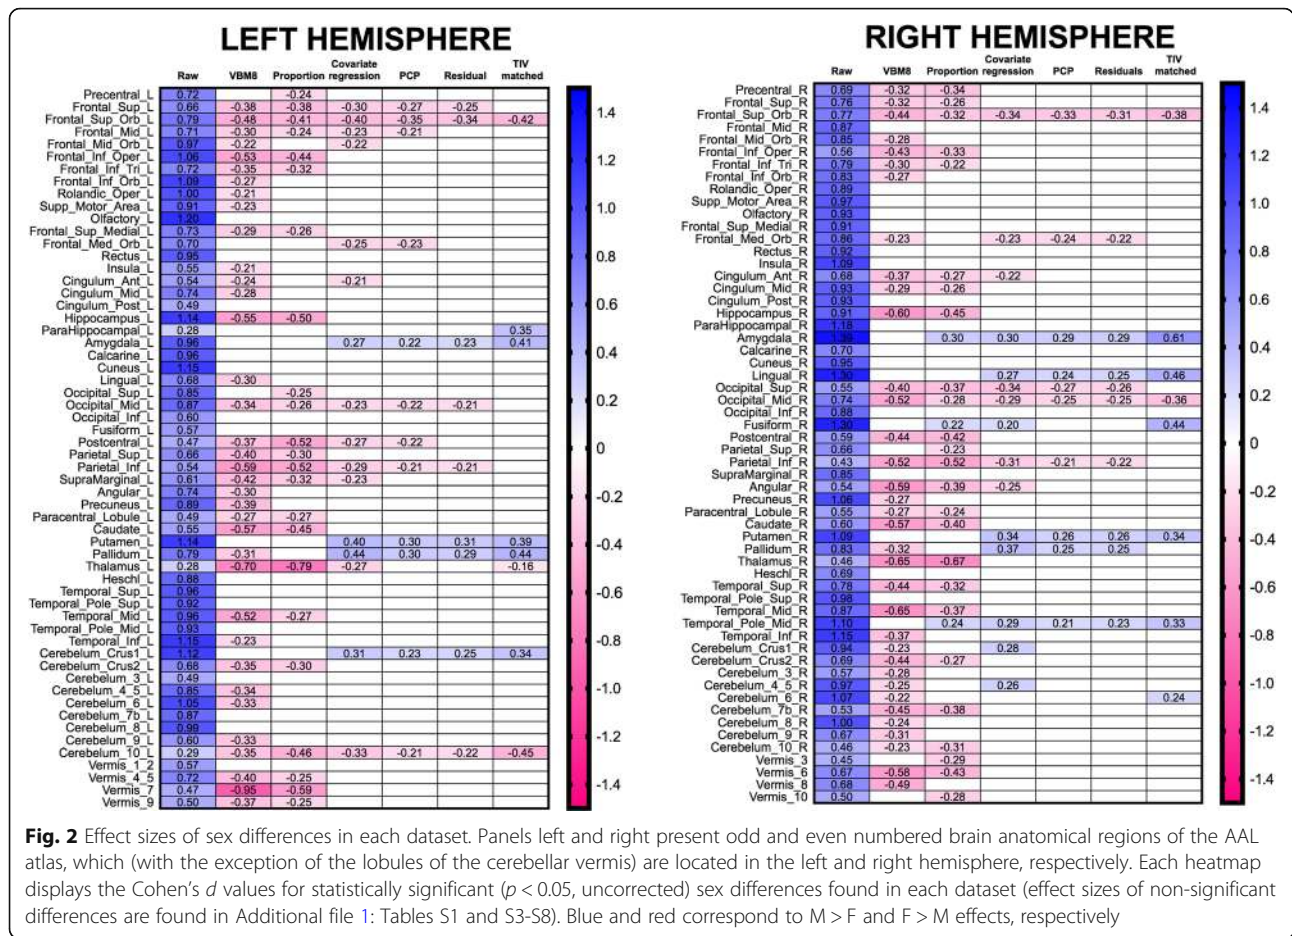 LEFT HEMISPHERE
Raw VBM8 Proportion Covariate regression PCP Residual TIV matched
Precentral_L 0.72 -0.24
Frontal_Sup_L 0.66 -0.38 -0.38 -0.30 -0.27 -0.25
Frontal_Sup_Orb_L 0.79 -0.48 -0.41 -0.40 -0.35 -0.34 -0.42
Frontal_Mid_L 0.71 -0.30 -0.24 -0.23 -0.21
Frontal_Mid_Orb_L 0.97 -0.22 -0.22
Frontal_Inf_Oper_L 1.06 -0.53 -0.44
Frontal_Inf_Tri_L 0.72 -0.35 -0.32
Frontal_Inf_Orb_L 1.09 -0.27
Rolandic_Oper_L 1.00 -0.21
Supp_Motor_Area_L 0.91 -0.23
Olfactory_L 1.20
Frontal_Sup_Medial_L 0.73 -0.29 -0.26
Frontal_Med_Orb_L 0.70 -0.25 -0.23
Rectus_L 0.95
Insula_L 0.55 -0.21
Cingulum_Ant_L 0.54 -0.24 -0.21
Cingulum_Mid_L 0.74 -0.28
Cingulum_Post_L 0.49
Hippocampus_L 1.14 -0.55 -0.50
ParaHippocampal_L 0.28 0.35
Amygdala_L 0.96 0.27 0.22 0.23 0.41
Calcarine_L 0.96
Cuneus_L 1.15
Lingual_L 0.68 -0.30
Occipital_Sup_L 0.85 -0.25
Occipital_Mid_L 0.87 -0.34 -0.26 -0.23 -0.22 -0.21
Occipital_Inf_L 0.60
Fusiform_L 0.57
Postcentral_L 0.47 -0.37 -0.52 -0.27 -0.22
Parietal_Sup_L 0.66 -0.40 -0.30
Parietal_Inf_L 0.54 -0.59 -0.52 -0.29 -0.21 -0.21
SupraMarginal_L 0.61 -0.42 -0.32 -0.23
Angular_L 0.74 -0.30
Precuneus_L 0.89 -0.39
Paracentral_Lobule_L 0.49 -0.27 -0.27
Caudate_L 0.55 -0.57 -0.45
Putamen_L 1.14 0.40 0.30 0.31 0.39
Pallidum_L 0.79 -0.31 0.44 0.30 0.29 0.44
Thalamus_L 0.28 -0.70 -0.79 -0.27 -0.16
Heschl_L 0.88
Temporal_Sup_L 0.96
Temporal_Pole_Sup_L 0.92
Temporal_Mid_L 0.96 -0.52 -0.27
Temporal_Pole_Mid_L 0.93
Temporal_Inf_L 1.15 -0.23
Cerebelum_Crus1_L 1.12 0.31 0.23 0.25 0.34
Cerebelum_Crus2_L 0.68 -0.35 -0.30
Cerebelum_3_L 0.49
Cerebelum_4_5_L 0.85 -0.34
Cerebelum_6_L 1.05 -0.33
Cerebelum_7b_L 0.87
Cerebelum_8_L 0.99
Cerebelum_9_L 0.60 -0.33
Cerebelum_10_L 0.29 -0.35 -0.46 -0.33 -0.21 -0.22 -0.45
Vermis_1_2 0.57
Vermis_4_5 0.72 -0.40 -0.25
Vermis_7 0.47 -0.95 -0.59
Vermis_9 0.50 -0.37 -0.25
1.4
1.2
1.0
0.8
0.6
0.4
0.2
0
-0.2
-0.4
-0.6
-0.8
-1.0
-1.2
-1.4
RIGHT HEMISPHERE
Raw VBM8 Proportion Covariate regression PCP Residuals TIV matched
Precentral_R 0.69 -0.32 -0.34
Frontal_Sup_R 0.76 -0.32 -0.26
Frontal_Sup_Orb_R 0.77 -0.44 -0.32 -0.34 -0.33 -0.31 -0.38
Frontal_Mid_R 0.87
Frontal_Mid_Orb_R 0.85 -0.28
Frontal_Inf_Oper_R 0.56 -0.43 -0.33
Frontal_Inf_Tri_R 0.79 -0.30 -0.22
Frontal_Inf_Orb_R 0.83 -0.27
Rolandic_Oper_R 0.89
Supp_Motor_Area_R 0.97
Olfactory_R 0.93
Frontal_Sup_Medial_R 0.91
Frontal_Med_Orb_R 0.86 -0.23 -0.23 -0.24 -0.22
Rectus_R 0.92
Insula_R 1.09
Cingulum_Ant_R 0.68 -0.37 -0.27 -0.22
Cingulum_Mid_R 0.93 -0.29 -0.26
Cingulum_Post_R 0.93
Hippocampus_R 0.91 -0.60 -0.45
ParaHippocampal_R 1.18
Amygdala_R 1.39 0.30 0.30 0.29 0.29 0.61
Calcarine_R 0.70
Cuneus_R 0.95
Lingual_R 1.30 0.27 0.24 0.25 0.46
Occipital_Sup_R 0.55 -0.40 -0.37 -0.34 -0.27 -0.26
Occipital_Mid_R 0.74 -0.52 -0.28 -0.29 -0.25 -0.25 -0.36
Occipital_Inf_R 0.88
Fusiform_R 1.30 0.22 0.20 0.44
Postcentral_R 0.59 -0.44 -0.42
Parietal_Sup_R 0.66 -0.23
Parietal_Inf_R 0.43 -0.52 -0.52 -0.31 -0.21 -0.22
SupraMarginal_R 0.85
Angular_R 0.54 -0.59 -0.39 -0.25
Precuneus_R 1.06 -0.27
Paracentral_Lobule_R 0.55 -0.27 -0.24
Caudate_R 0.60 -0.57 -0.40
Putamen_R 1.09 0.34 0.26 0.26 0.34
Pallidum_R 0.83 -0.32 0.37 0.25 0.25
Thalamus_R 0.46 -0.65 -0.67
Heschl_R 0.69
Temporal_Sup_R 0.78 -0.44 -0.32
Temporal_Pole_Sup_R 0.98
Temporal_Mid_R 0.87 -0.65 -0.37
Temporal_Pole_Mid_R 1.10 0.24 0.29 0.21 0.23 0.33
Temporal_Inf_R 1.15 -0.37
Cerebelum_Crus1_R 0.94 -0.23 0.28
Cerebelum_Crus2_R 0.69 -0.44 -0.27
Cerebelum_3_R 0.57 -0.28
Cerebelum_4_5_R 0.97 -0.25 0.26
Cerebelum_6_R 1.07 -0.22 0.24
Cerebelum_7b_R 0.53 -0.45 -0.38
Cerebelum_8_R 1.00 -0.24
Cerebelum_9_R 0.67 -0.31
Cerebelum_10_R 0.46 -0.23 -0.31
Vermis_3 0.45 -0.29
Vermis_6 0.67 -0.58 -0.43
Vermis_8 0.68 -0.49
Vermis_10 0.50 -0.28
1.4
1.2
1.0
0.8
0.6
0.4
0.2
0
-0.2
-0.4
-0.6
-0.8
-1.0
-1.2
-1.4
Fig. 2 Effect sizes of sex differences in each dataset. Panels left and right present odd and even numbered brain anatomical regions of the AAL
atlas, which (with the exception of the lobules of the cerebellar vermis) are located in the left and right hemisphere, respectively. Each heatmap
displays the Cohen's d values for statistically significant (p < 0.05, uncorrected) sex differences found in each dataset (effect sizes of non-significant
differences are found in Additional file 1: Tables S1 and S3-S8). Blue and red correspond to M > F and F > M effects, respectively